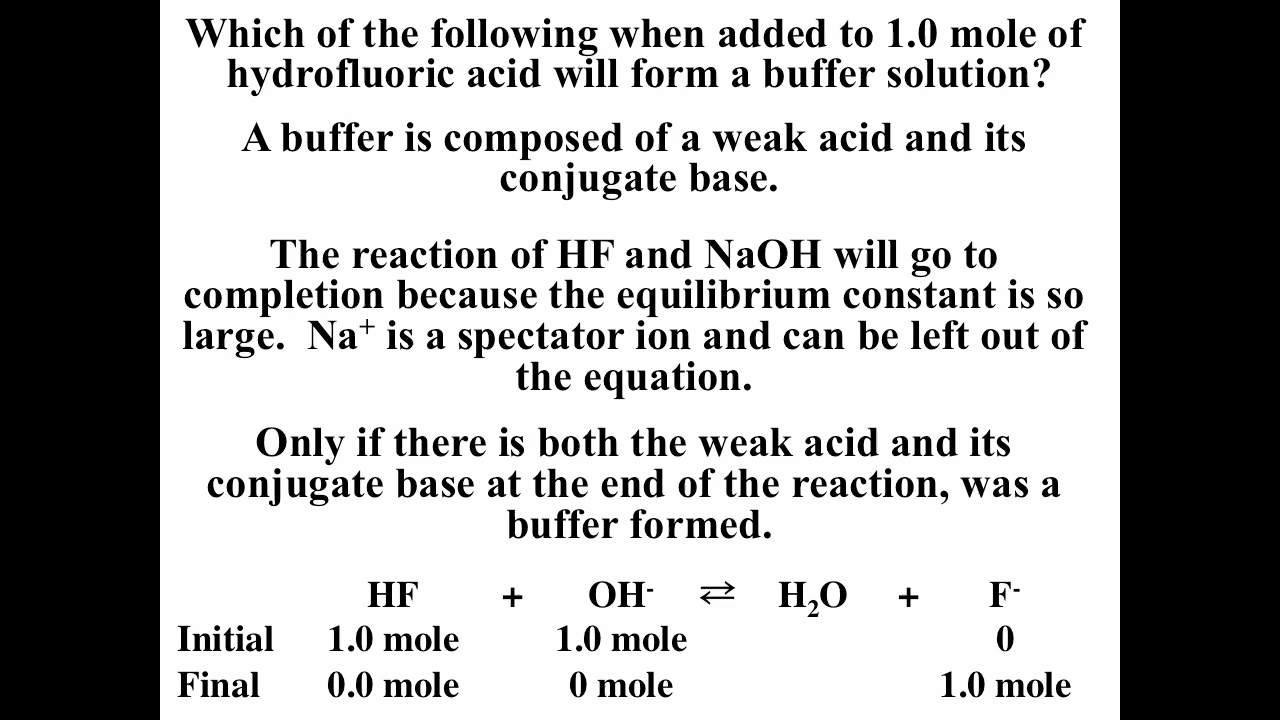 Which of the following when added to 1.0 mole of
hydrofluoric acid will form a buffer solution?
A buffer is composed of a weak acid and its
conjugate base.
The reaction of HF and NaOH will go to
completion because the equilibrium constant is so
large.  Na⁺ is a spectator ion and can be left out of
the equation.
Only if there is both the weak acid and its
conjugate base at the end of the reaction, was a
buffer formed.
HF + OH⁻ ⇄ H₂O + F⁻
Initial 1.0 mole 1.0 mole 0
Final 0.0 mole 0 mole 1.0 mole